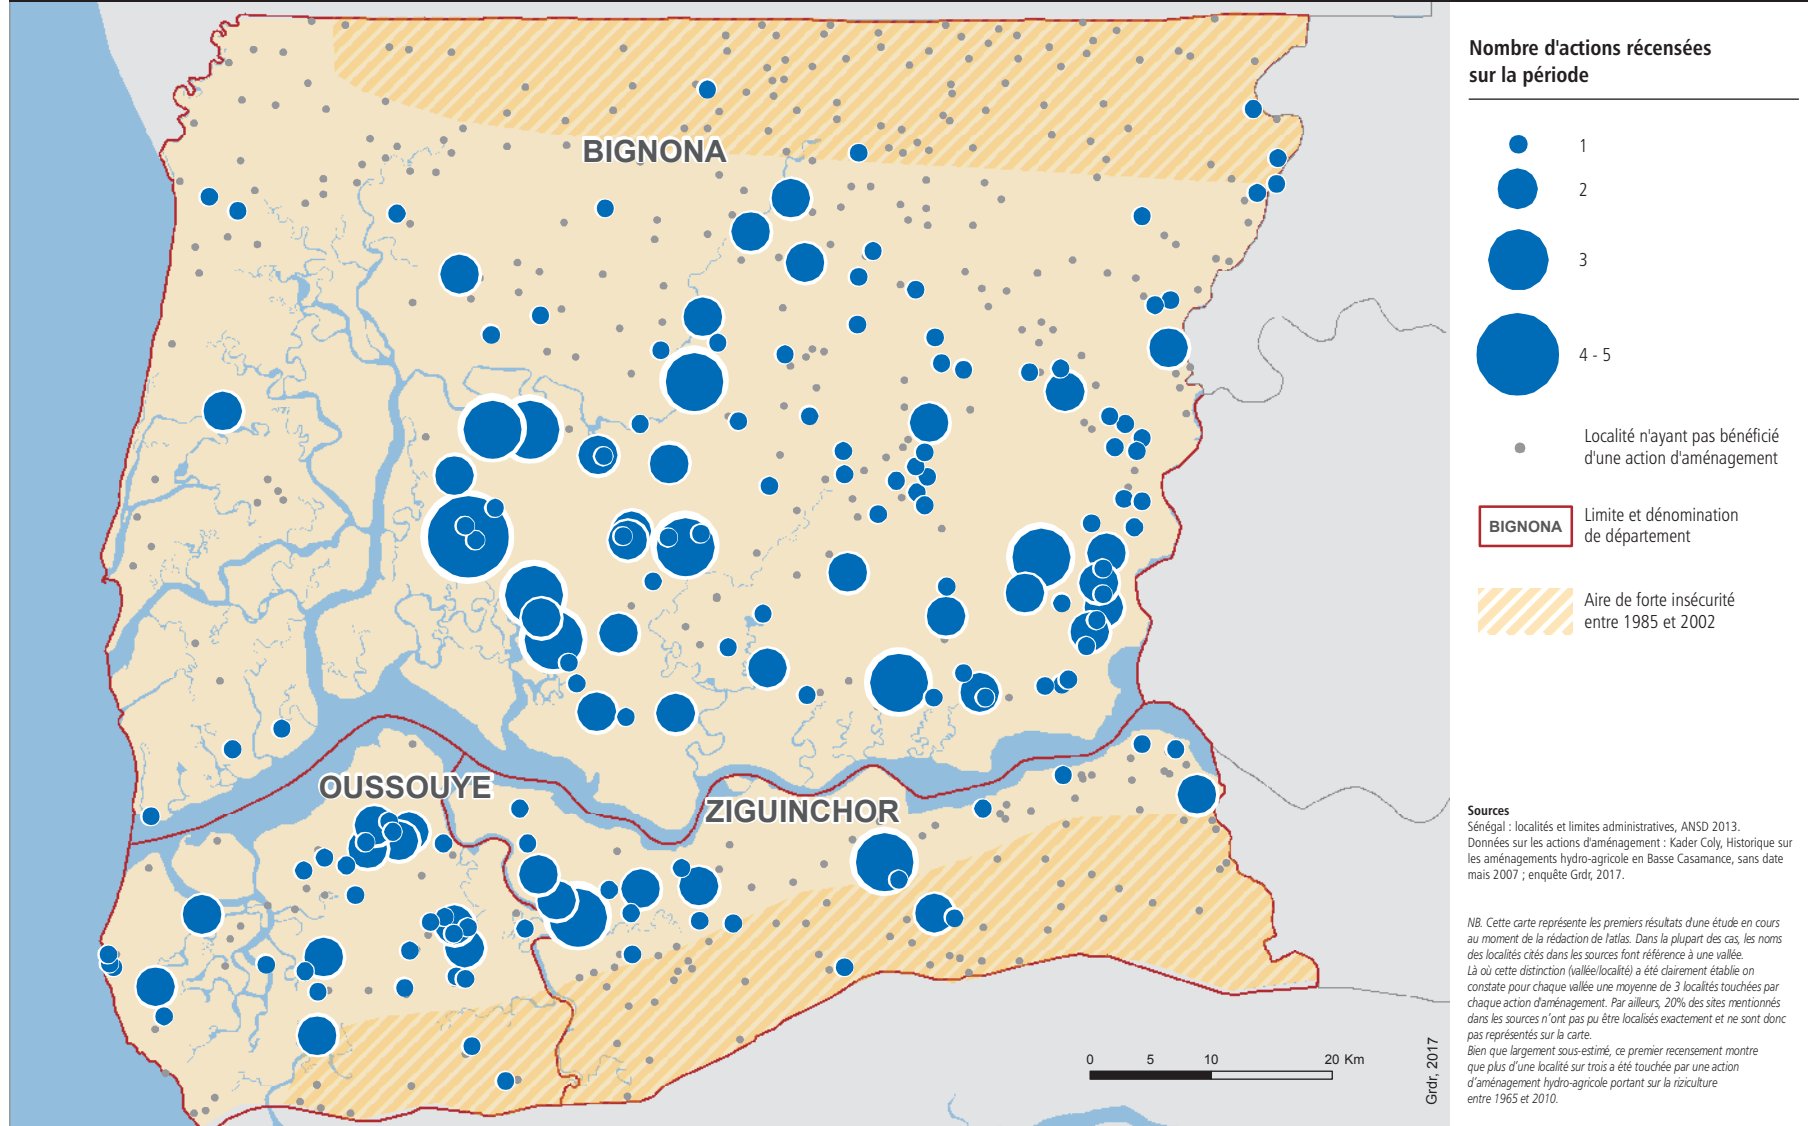 BIGNONA
OUSSOUYE
ZIGUINCHOR
0 5 10 20 Km
Grdr, 2017
Nombre d'actions récensées
sur la période
1
2
3
4 - 5
Localité n'ayant pas bénéficié
d'une action d'aménagement
BIGNONA
Limite et dénomination
de département
Aire de forte insécurité
entre 1985 et 2002
Sources
Sénégal : localités et limites administratives, ANSD 2013.
Données sur les actions d'aménagement : Kader Coly, Historique sur
les aménagements hydro-agricole en Basse Casamance, sans date
mais 2007 ; enquête Grdr, 2017.
NB. Cette carte représente les premiers résultats d'une étude en cours
au moment de la rédaction de l'atlas. Dans la plupart des cas, les noms
des localités cités dans les sources font référence à une vallée.
Là où cette distinction (vallée/localité) a été clairement établie on
constate pour chaque vallée une moyenne de 3 localités touchées par
chaque action d'aménagement. Par ailleurs, 20% des sites mentionnés
dans les sources n'ont pas pu être localisés exactement et ne sont donc
pas représentés sur la carte.
Bien que largement sous-estimé, ce premier recensement montre
que plus d'une localité sur trois a été touchée par une action
d'aménagement hydro-agricole portant sur la riziculture
entre 1965 et 2010.